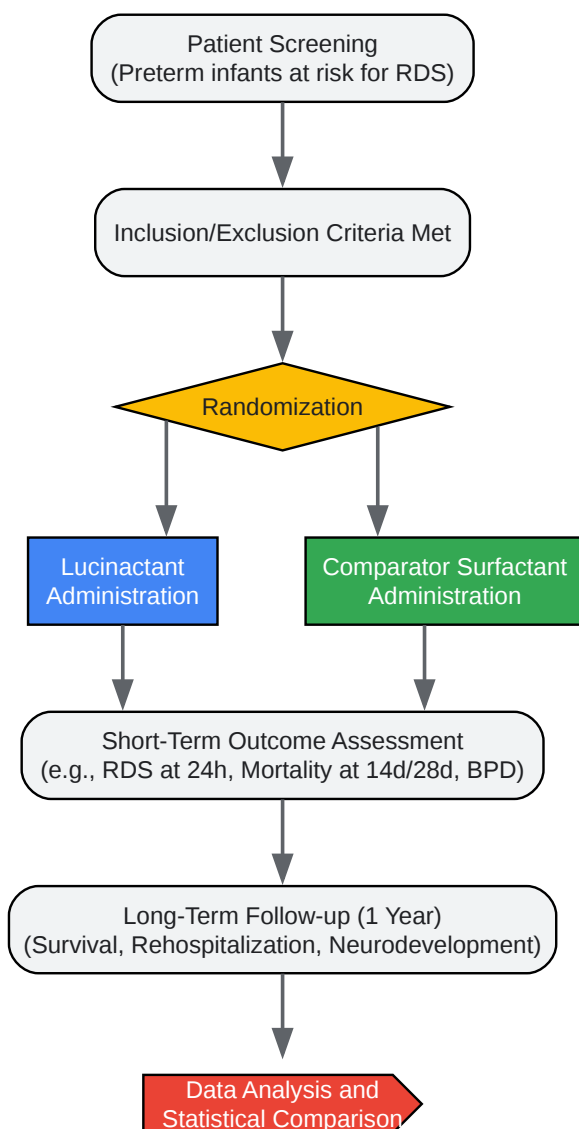 Patient Screening
(Preterm infants at risk for RDS)
Inclusion/Exclusion Criteria Met
Randomization
Lucinactant
Administration
Comparator Surfactant
Administration
Short-Term Outcome Assessment
(e.g., RDS at 24h, Mortality at 14d/28d, BPD)
Long-Term Follow-up (1 Year)
(Survival, Rehospitalization, Neurodevelopment)
Data Analysis and
Statistical Comparison